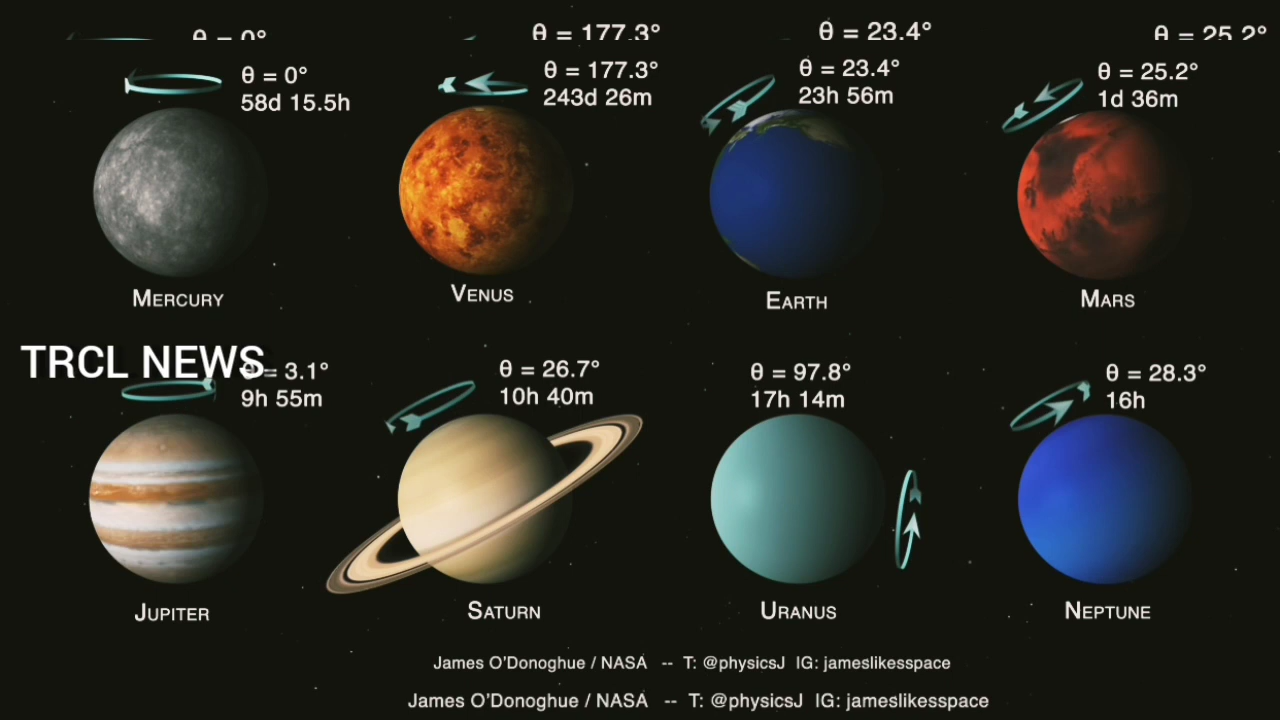 θ = 0°
θ = 177.3°
θ = 23.4°
θ = 25.2°
θ = 0°
58d 15.5h
θ = 177.3°
243d 26m
θ = 23.4°
23h 56m
θ = 25.2°
1d 36m
MERCURY
VENUS
EARTH
MARS
TRCL NEWS
θ = 3.1°
9h 55m
θ = 26.7°
10h 40m
θ = 97.8°
17h 14m
θ = 28.3°
16h
JUPITER
SATURN
URANUS
NEPTUNE
James O'Donoghue / NASA -- T: @physicsJ IG: jameslikesspace
James O'Donoghue / NASA -- T: @physicsJ IG: jameslikesspace